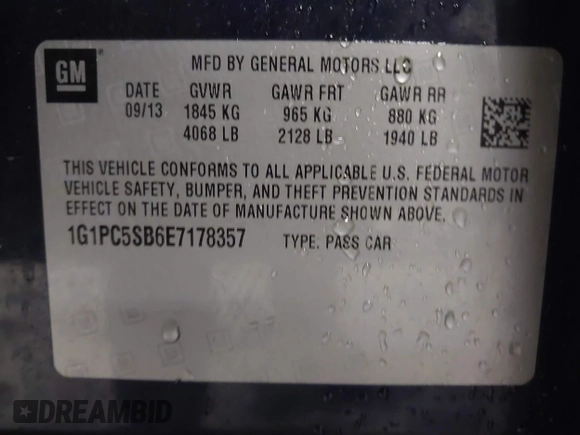 GM
MFD BY GENERAL MOTORS LLC
DATE GVWR GAWR FRT GAWR RR
09/13 1845 KG 965 KG 880 KG
4068 LB 2128 LB 1940 LB
THIS VEHICLE CONFORMS TO ALL APPLICABLE U.S. FEDERAL MOTOR
VEHICLE SAFETY, BUMPER, AND THEFT PREVENTION STANDARDS IN
EFFECT ON THE DATE OF MANUFACTURE SHOWN ABOVE.
1G1PC5SB6E7178357 TYPE: PASS CAR
DREAMBID